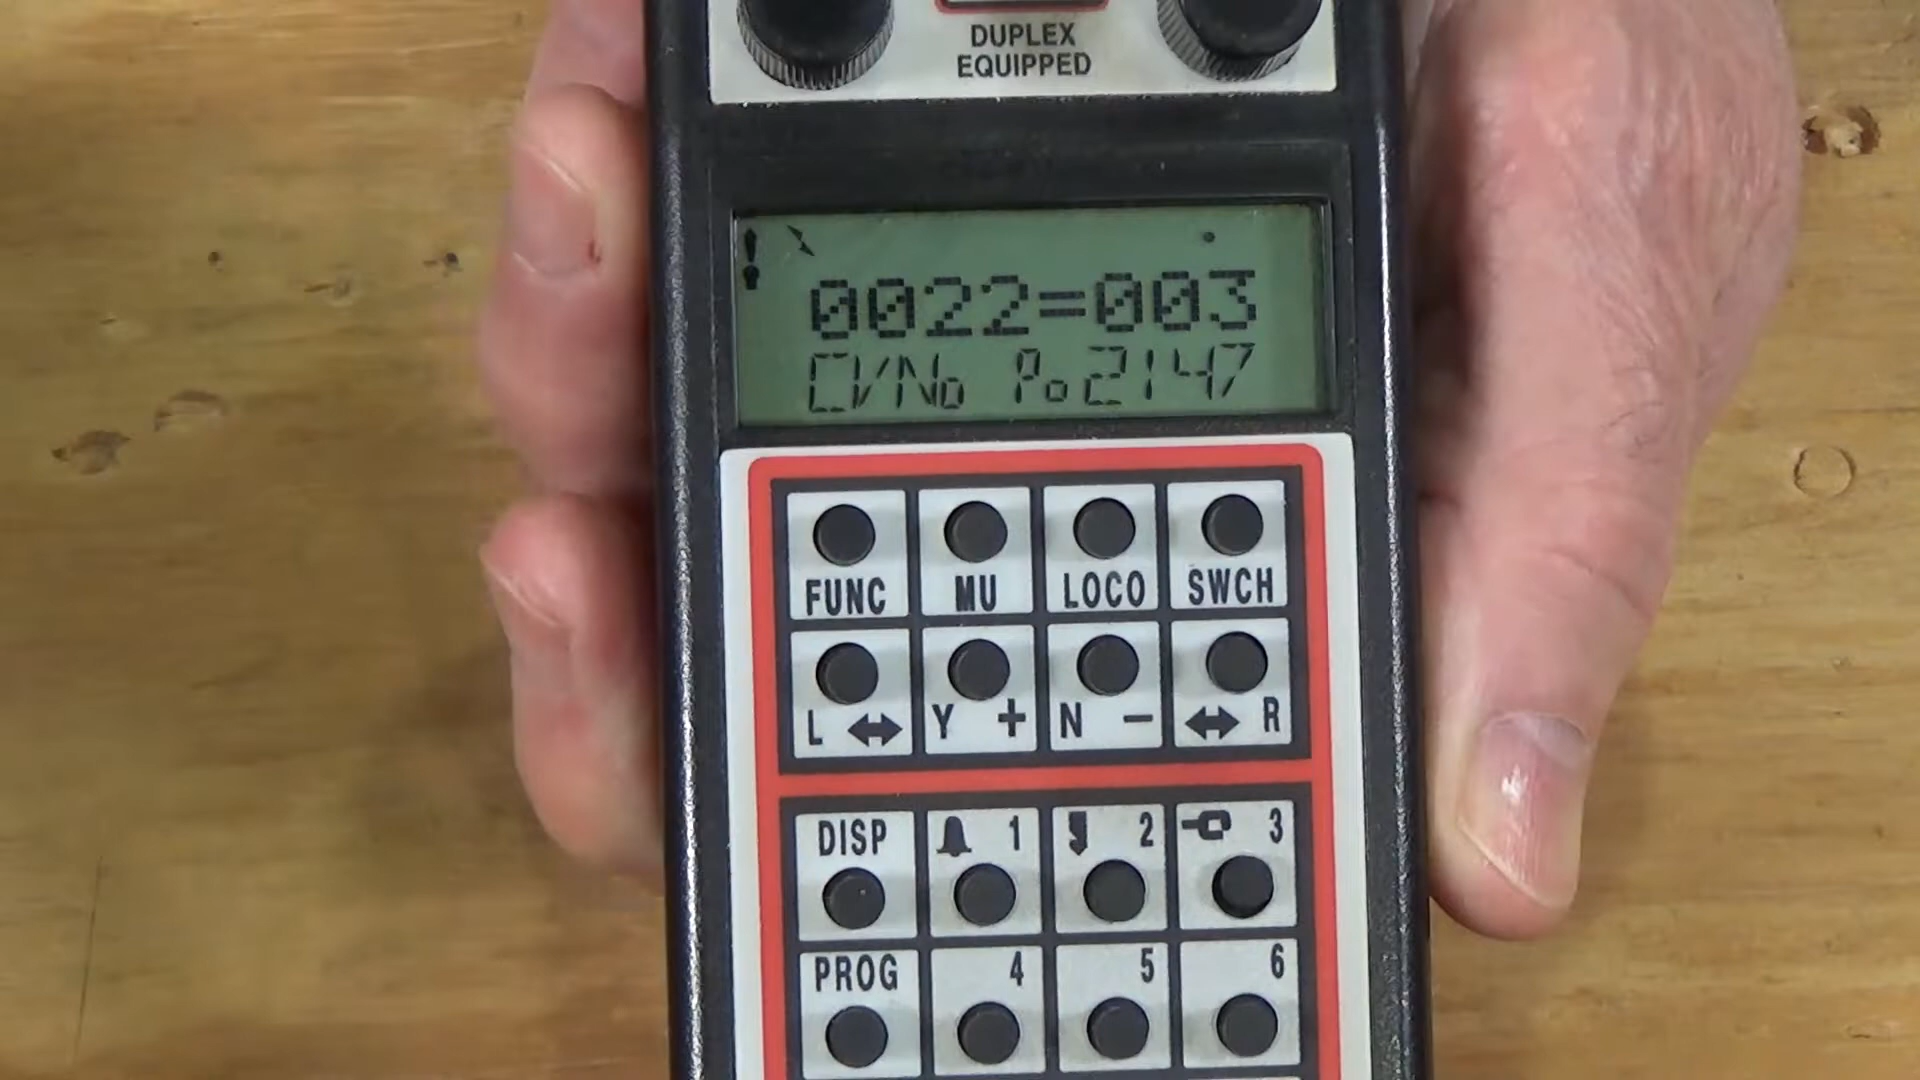 DUPLEX
EQUIPPED
0022=003
CVNo Po2147
FUNC MU LOCO SWCH
L Y + N - R
DISP 1 2 3
PROG 4 5 6